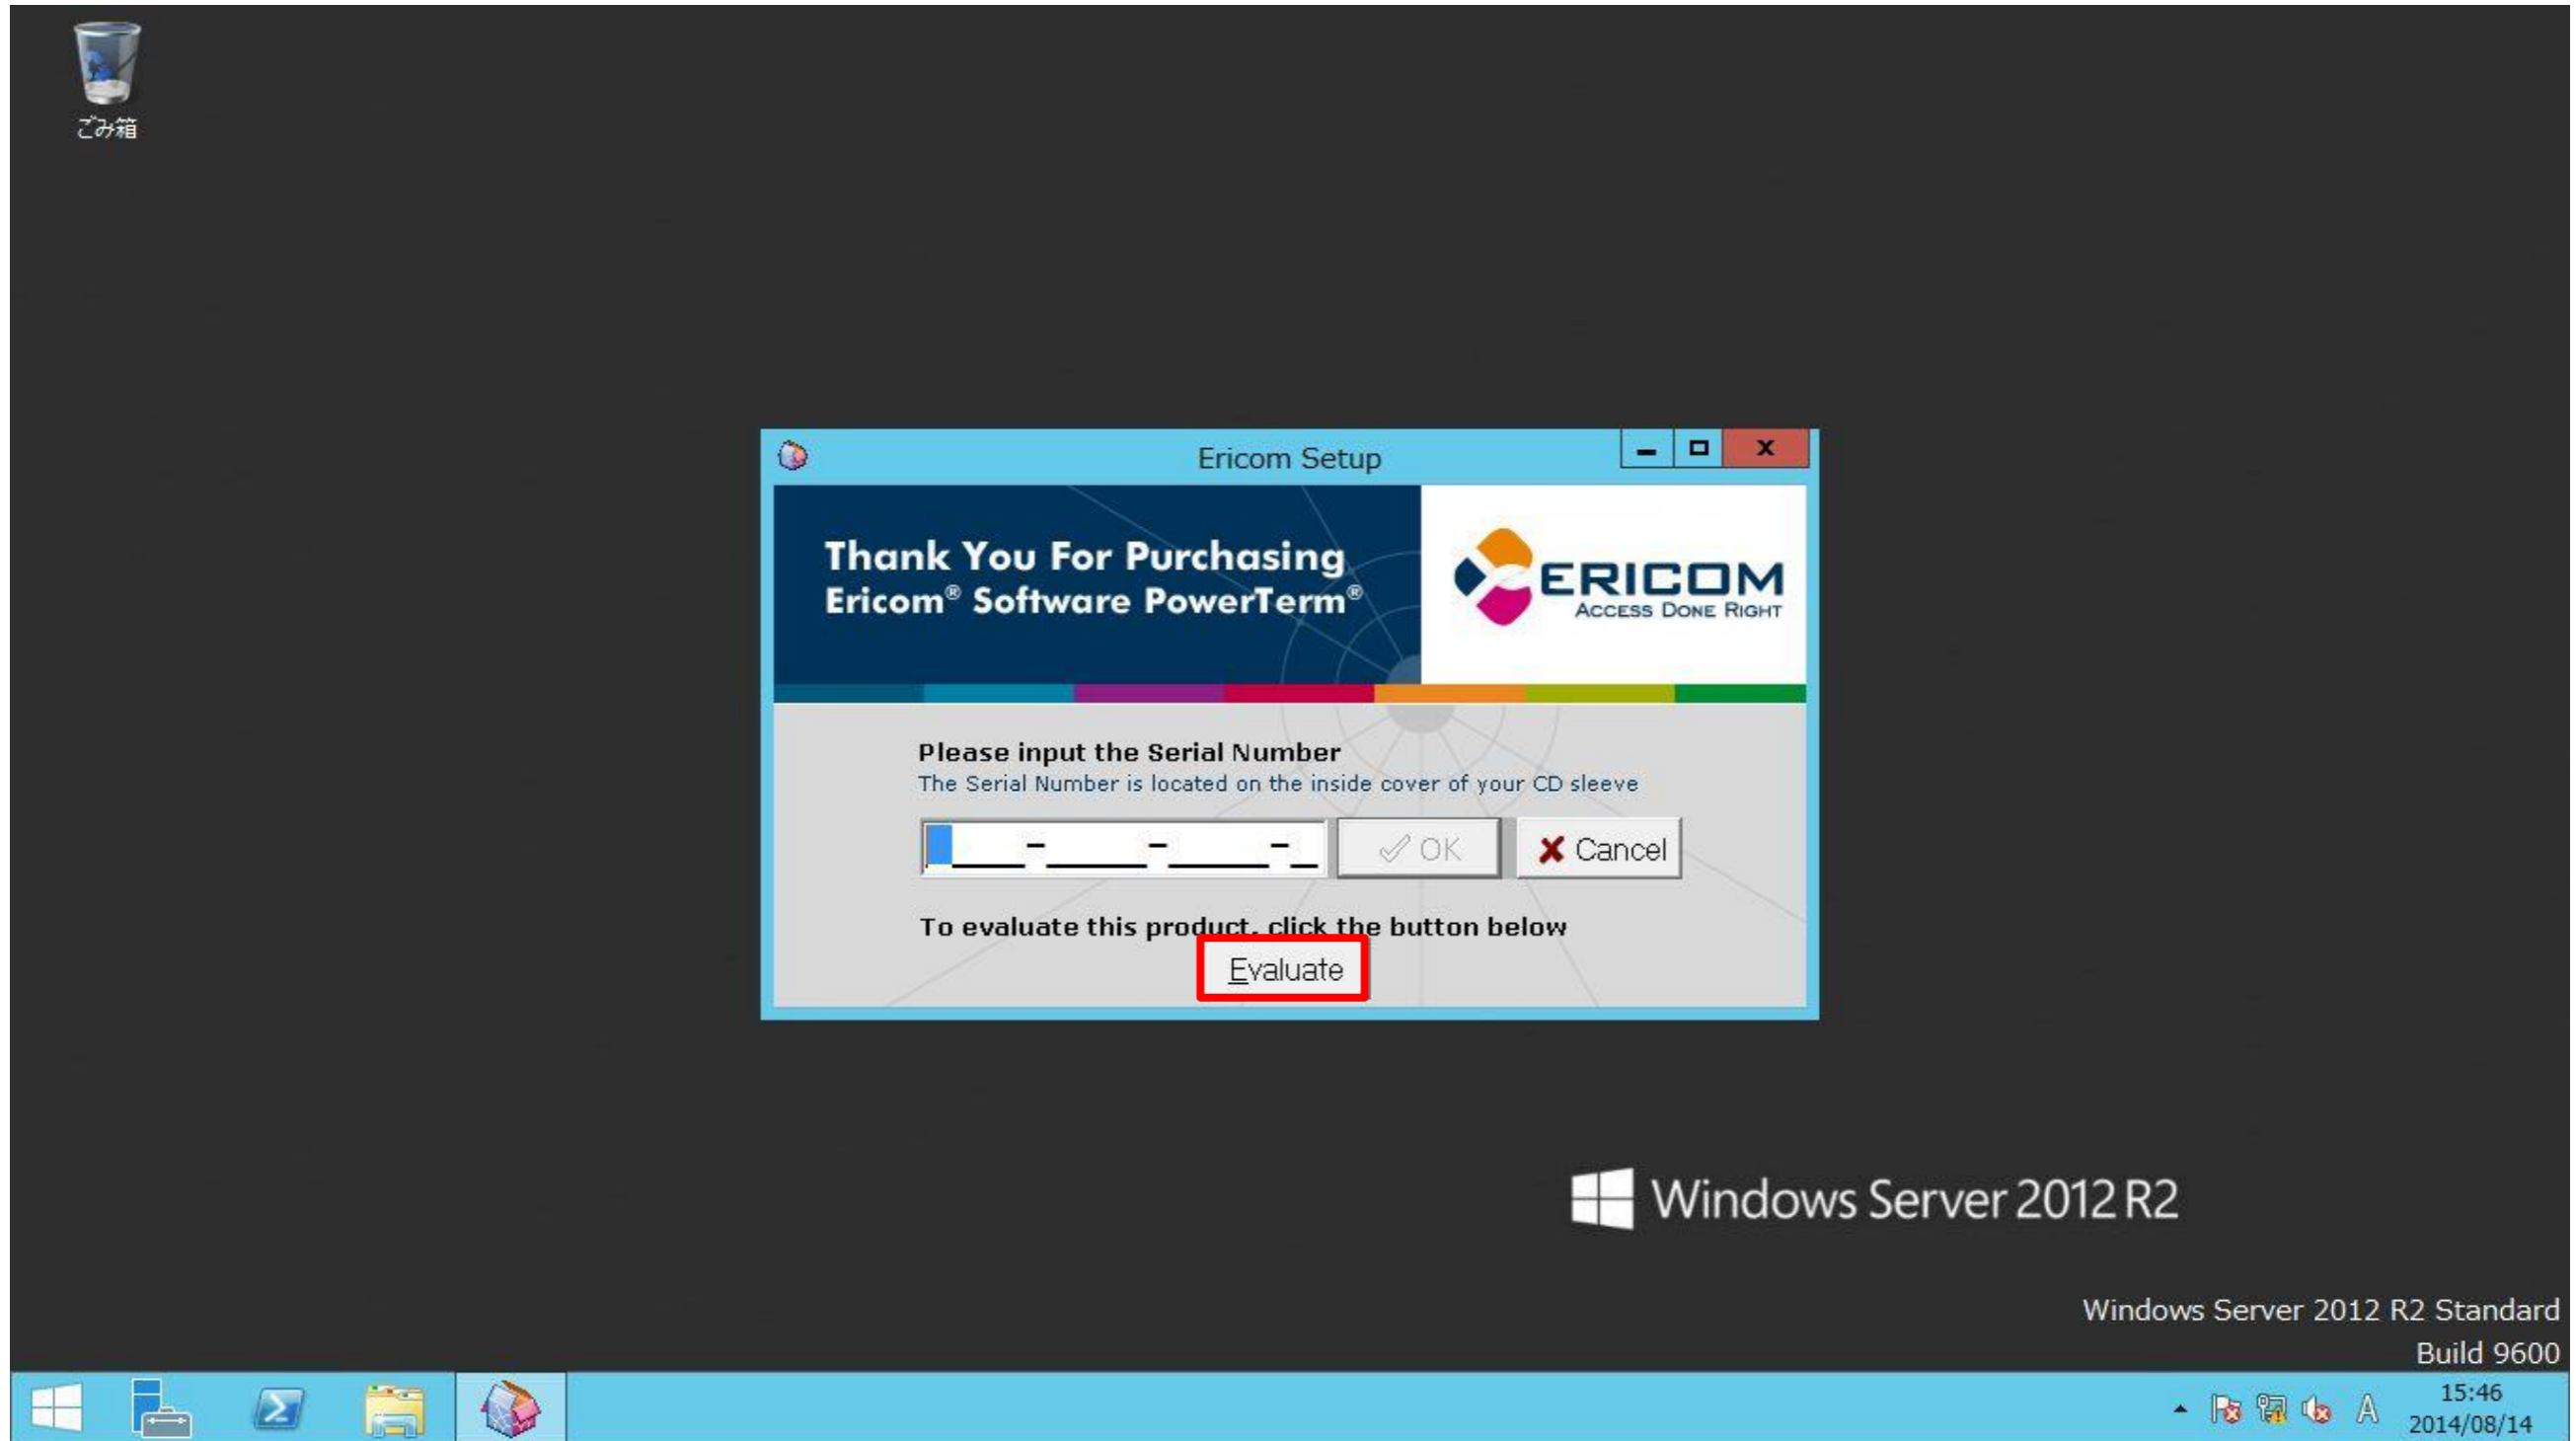 ごみ箱
Ericom Setup
Thank You For Purchasing
Ericom® Software PowerTerm®
ERICOM
ACCESS DONE RIGHT
Please input the Serial Number
The Serial Number is located on the inside cover of your CD sleeve
OK
Cancel
To evaluate this product, click the button below
Evaluate
Windows Server 2012 R2
Windows Server 2012 R2 Standard
Build 9600
A
15:46
2014/08/14